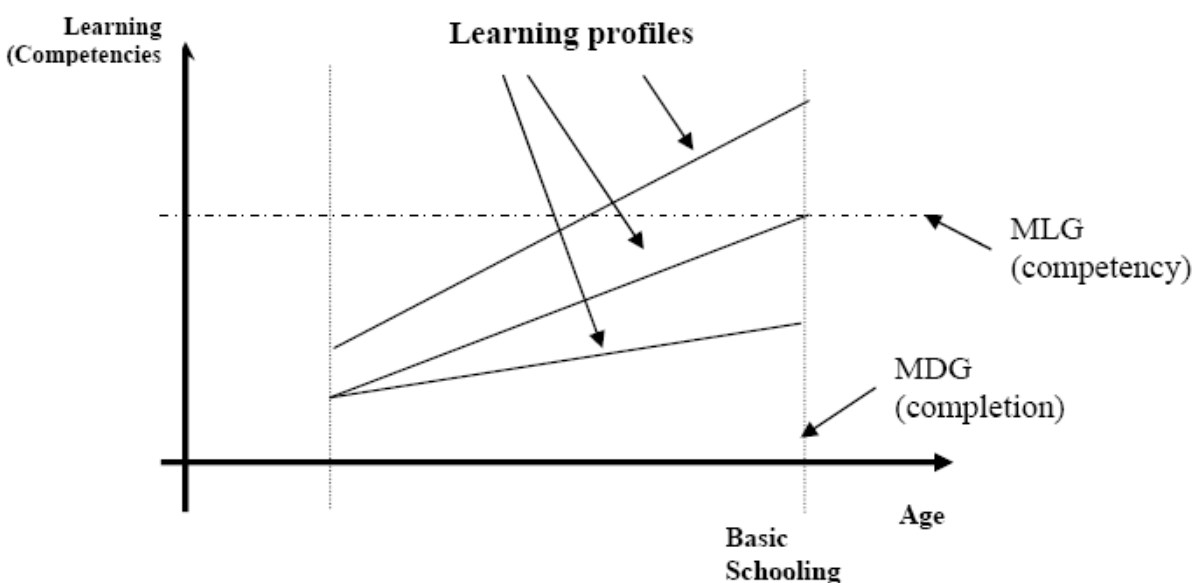 Learning
(Competencies
Learning profiles
MLG
(competency)
MDG
(completion)
Age
Basic
Schooling